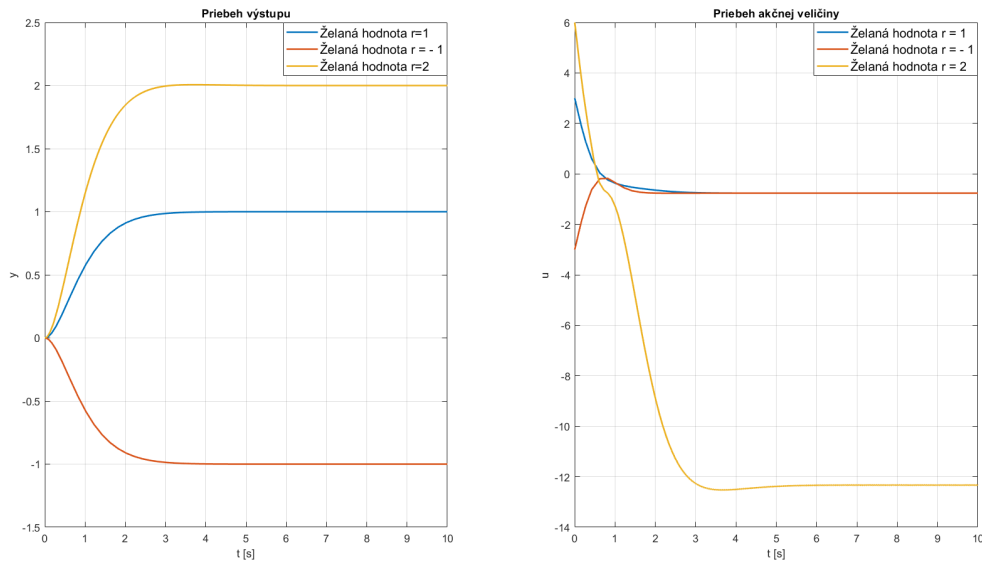 Priebeh výstupu
Želaná hodnota r=1
Želaná hodnota r = - 1
Želaná hodnota r=2
2.5
2
1.5
1
0.5
0
-0.5
-1
-1.5
y
0 1 2 3 4 5 6 7 8 9 10
t [s]
Priebeh akčnej veličiny
Želaná hodnota r = 1
Želaná hodnota r = - 1
Želaná hodnota r = 2
6
4
2
0
-2
-4
-6
-8
-10
-12
-14
u
0 1 2 3 4 5 6 7 8 9 10
t [s]